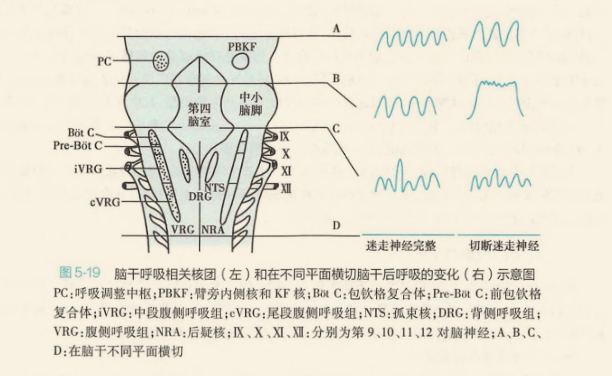 PBKF
A
PC
B
第四
脑室
中小
脑脚
C
Böt C
Pre-Böt C
iVRG
cVRG
IX
X
XI
XII
NTS
DRG
VRG
NRA
D
迷走神经完整
切断迷走神经
图5-19 脑干呼吸相关核团（左）和在不同平面横切脑干后呼吸的变化（右）示意图
PC:呼吸调整中枢;PBKF:臂旁内侧核和 KF 核;Böt C:包钦格复合体;Pre-Böt C:前包钦格
复合体;iVRG:中段腹侧呼吸组;cVRG:尾段腹侧呼吸组;NTS:孤束核;DRG:背侧呼吸组;
VRG:腹侧呼吸组;NRA:后疑核;Ⅸ、Ⅹ、Ⅺ、Ⅻ:分别为第 9、10、11、12 对脑神经;A、B、C、
D:在脑干不同平面横切